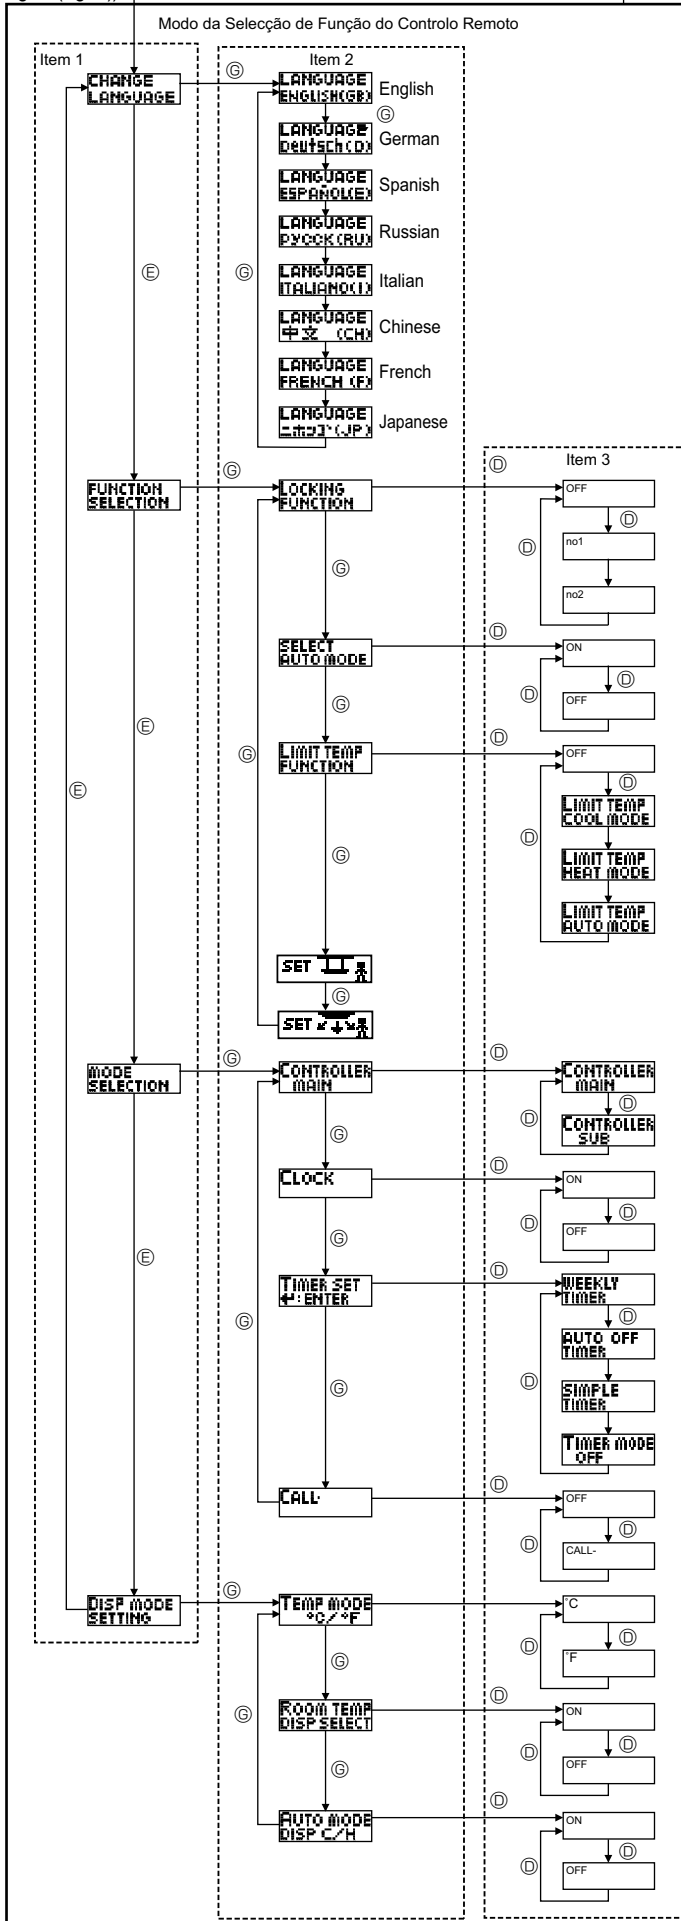 Modo da Selecção de Função do Controlo Remoto
Item 1
Item 2
CHANGE
LANGUAGE
Ⓖ
LANGUAGE
ENGLISH(GB)
English
Ⓖ
LANGUAGE
Deutsch(D)
German
LANGUAGE
ESPAÑOL(E)
Spanish
LANGUAGE
РУССК(RU)
Russian
Ⓔ
Ⓖ
LANGUAGE
ITALIANO(I)
Italian
LANGUAGE
中文 (CH)
Chinese
LANGUAGE
FRENCH (F)
French
LANGUAGE
ニホンゴ(JP)
Japanese
Item 3
FUNCTION
SELECTION
Ⓖ
LOCKING
FUNCTION
Ⓓ
OFF
Ⓓ
Ⓓ
no1
no2
Ⓖ
SELECT
AUTO MODE
Ⓓ
ON
Ⓓ
Ⓓ
OFF
Ⓖ
Ⓔ
Ⓖ
LIMIT TEMP
FUNCTION
Ⓓ
OFF
Ⓓ
Ⓔ
LIMIT TEMP
COOL MODE
Ⓓ
LIMIT TEMP
HEAT MODE
Ⓖ
LIMIT TEMP
AUTO MODE
SET
Ⓖ
SET
MODE
SELECTION
Ⓖ
CONTROLLER
MAIN
Ⓓ
CONTROLLER
MAIN
Ⓓ
Ⓓ
CONTROLLER
SUB
Ⓖ
CLOCK
Ⓓ
ON
Ⓓ
Ⓓ
OFF
Ⓖ
Ⓔ
TIMER SET
↵:ENTER
Ⓓ
WEEKLY
TIMER
Ⓓ
Ⓖ
AUTO OFF
TIMER
Ⓓ
SIMPLE
TIMER
Ⓖ
TIMER MODE
OFF
CALL-
Ⓓ
OFF
Ⓓ
Ⓓ
CALL-
DISP MODE
SETTING
Ⓖ
TEMP MODE
°C/°F
°C
Ⓓ
Ⓓ
°F
Ⓖ
Ⓖ
ROOM TEMP
DISP SELECT
Ⓓ
ON
Ⓓ
Ⓓ
OFF
Ⓖ
AUTO MODE
DISP C/H
Ⓓ
ON
Ⓓ
Ⓓ
OFF